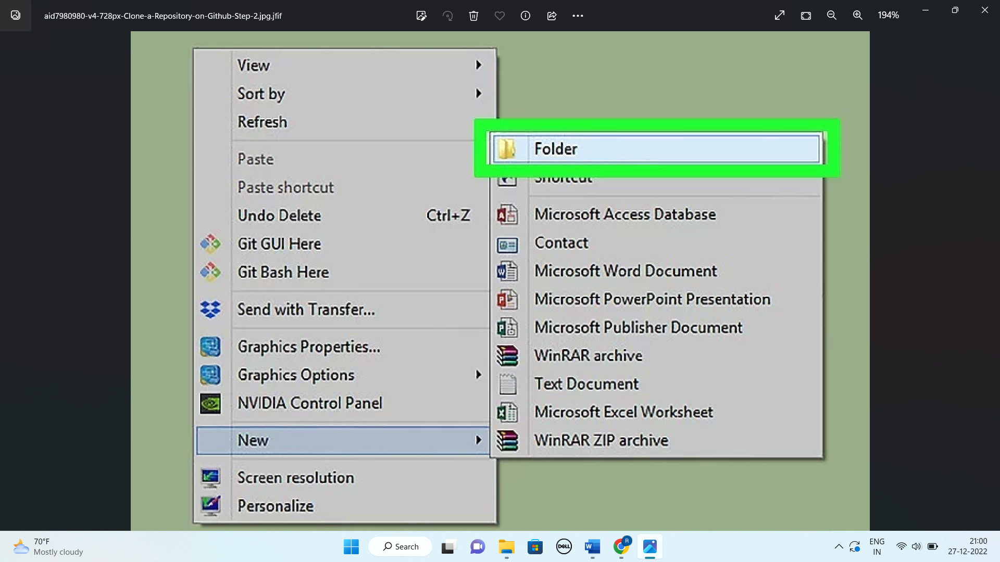 aid7980980-v4-728px-Clone-a-Repository-on-Github-Step-2.jpg.jfif
194%
View
Sort by
Refresh
Paste
Paste shortcut
Undo Delete Ctrl+Z
Git GUI Here
Git Bash Here
Send with Transfer...
Graphics Properties...
Graphics Options
NVIDIA Control Panel
New
Screen resolution
Personalize
Folder
Shortcut
Microsoft Access Database
Contact
Microsoft Word Document
Microsoft PowerPoint Presentation
Microsoft Publisher Document
WinRAR archive
Text Document
Microsoft Excel Worksheet
WinRAR ZIP archive
70°F
Mostly cloudy
Search
DELL
R
ENG
IN
21:00
27-12-2022